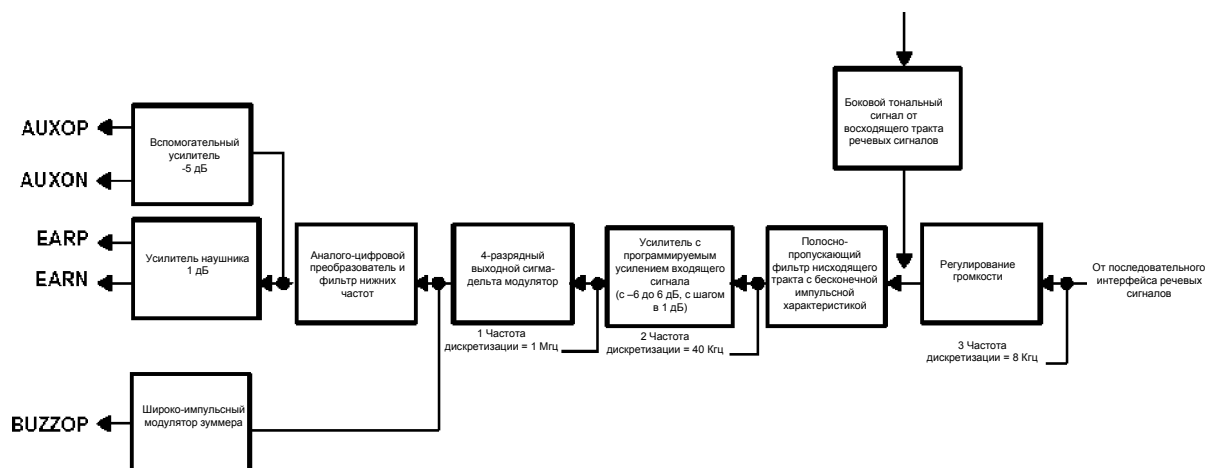 Боковой тональный
сигнал от
восходящего тракта
речевых сигналов
AUXOP
AUXON
Вспомогательный
усилитель
-5 дБ
EARP
EARN
Усилитель наушника
1 дБ
Аналого-цифровой
преобразователь и
фильтр нижних
частот
4-разрядный
выходной сигма-
дельта модулятор
Усилитель с
программируемым
усилением входящего
сигнала
(с –6 до 6 дБ, с шагом
в 1 дБ)
Полосно-
пропускающий
фильтр нисходящего
тракта с бесконечной
импульсной
характеристикой
Регулирование
громкости
От последовательного
интерфейса речевых
сигналов
1 Частота
дискретизации = 1 Мгц
2 Частота
дискретизации = 40 Кгц
3 Частота
дискретизации = 8 Кгц
BUZZOP
Широко-импульсный
модулятор зуммера